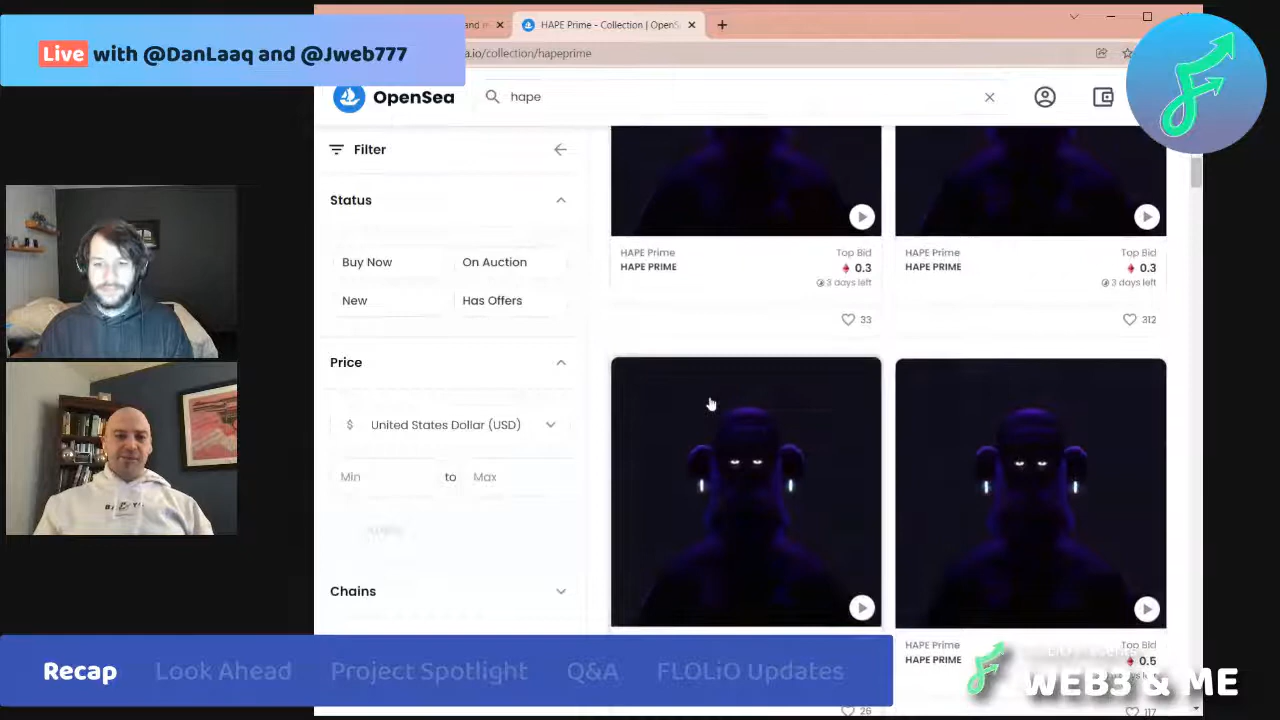 Live with @DanLaaq and @Jweb777
HAPE Prime - Collection | OpenS
a.io/collection/hapeprime
OpenSea
hape
Filter
Status
Buy Now
On Auction
New
Has Offers
Price
$ United States Dollar (USD)
Min to Max
Chains
HAPE Prime Top Bid
HAPE PRIME 0.3
3 days left
33
HAPE Prime Top Bid
HAPE PRIME 0.3
3 days left
312
HAPE Prime Top Bid
HAPE PRIME 0.5
26
117
Recap Look Ahead Project Spotlight Q&A FLOLiO Updates
WEB3 & ME